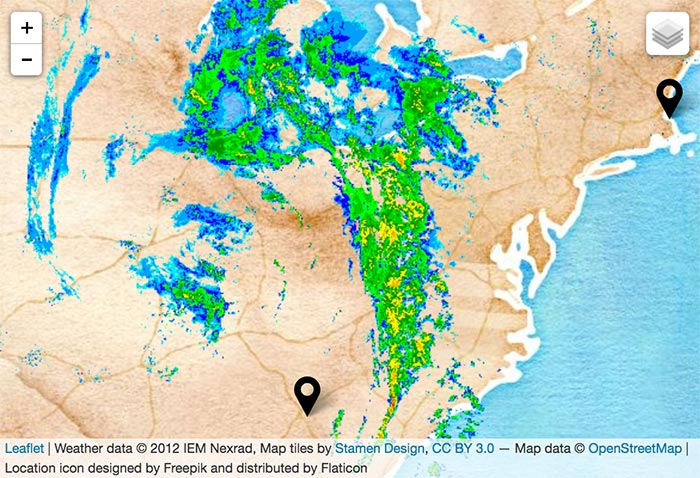 +
-
Leaflet | Weather data © 2012 IEM Nexrad, Map tiles by Stamen Design, CC BY 3.0 — Map data © OpenStreetMap |
Location icon designed by Freepik and distributed by Flaticon